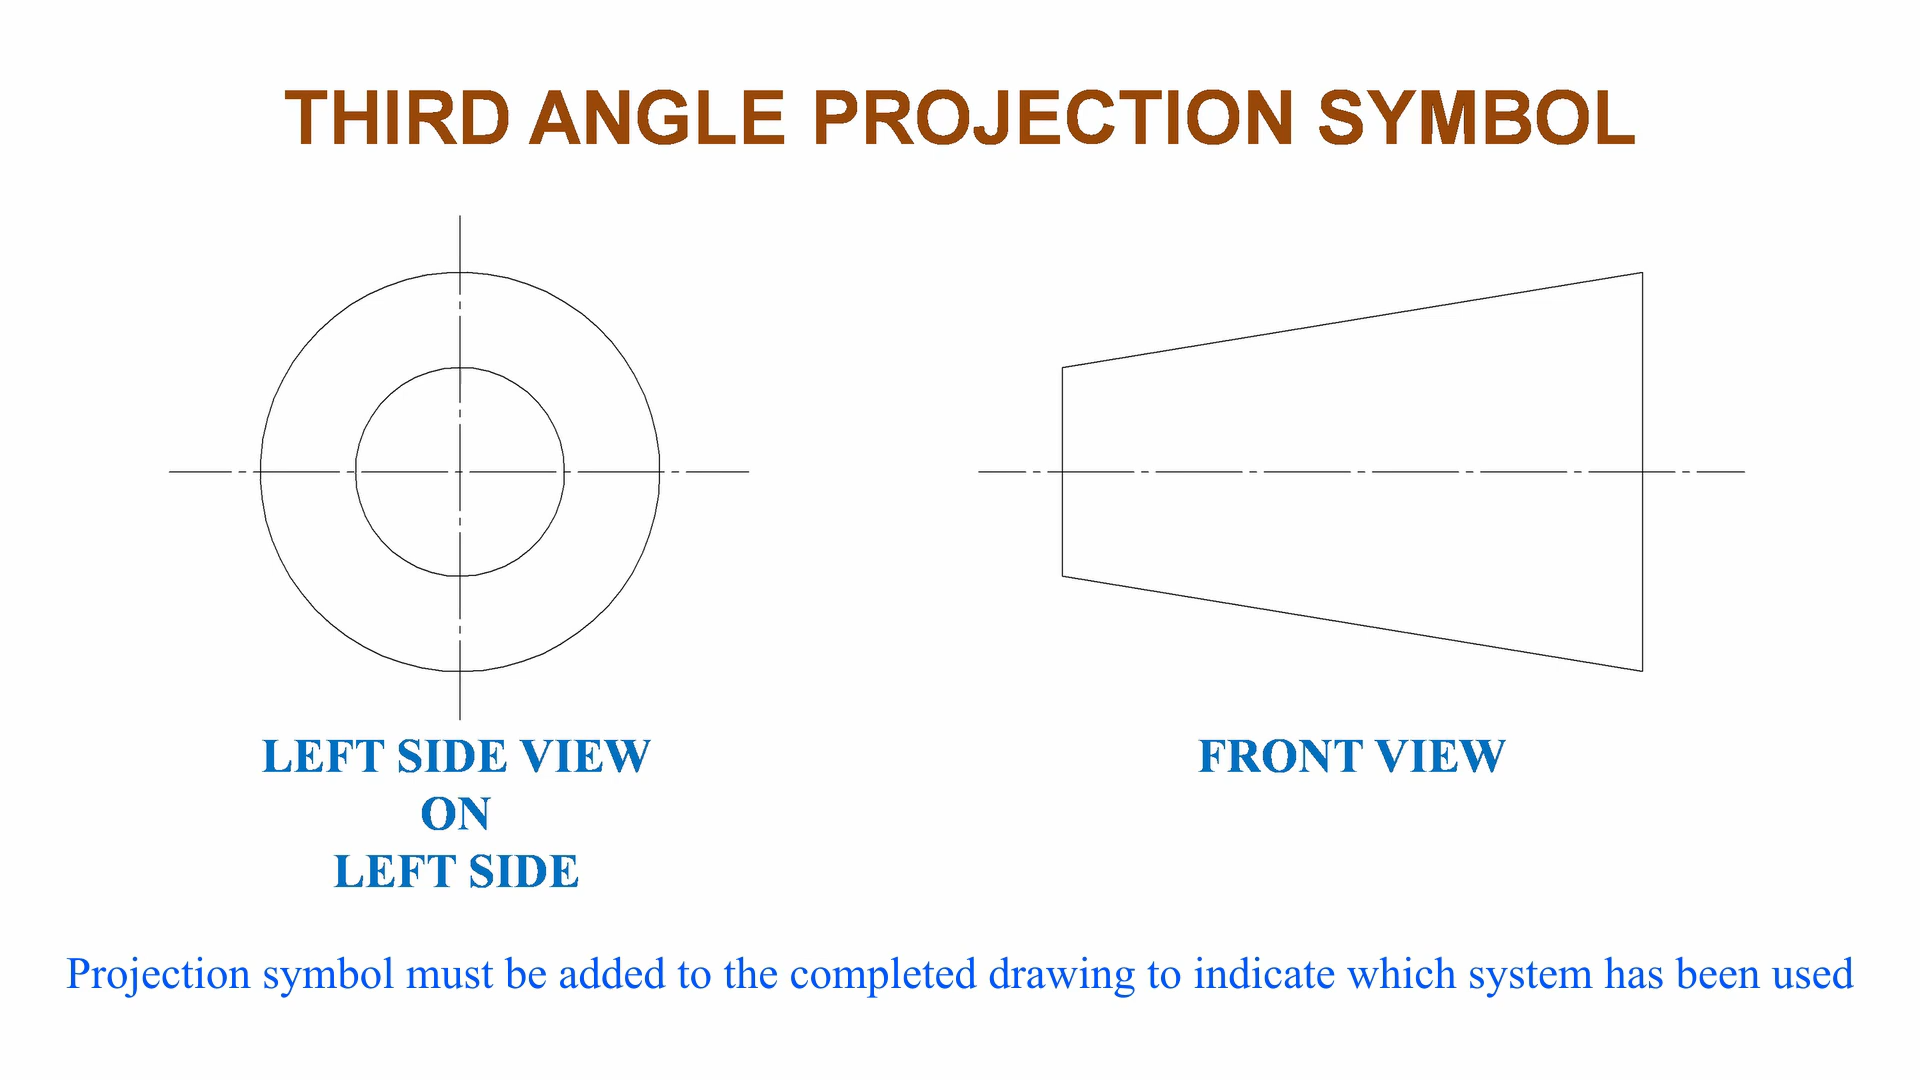 THIRD ANGLE PROJECTION SYMBOL
LEFT SIDE VIEW
ON
LEFT SIDE
FRONT VIEW
Projection symbol must be added to the completed drawing to indicate which system has been used